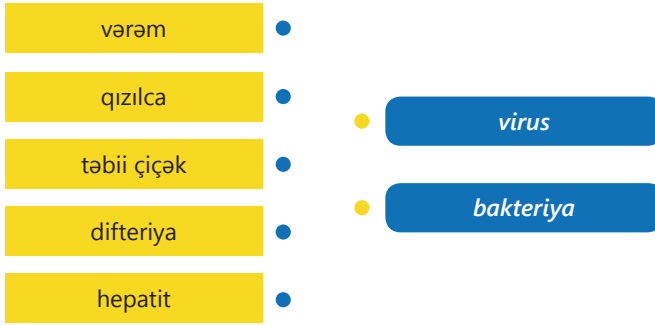 vərəm
qızılca
təbii çiçək
difteriya
hepatit
virus
bakteriya